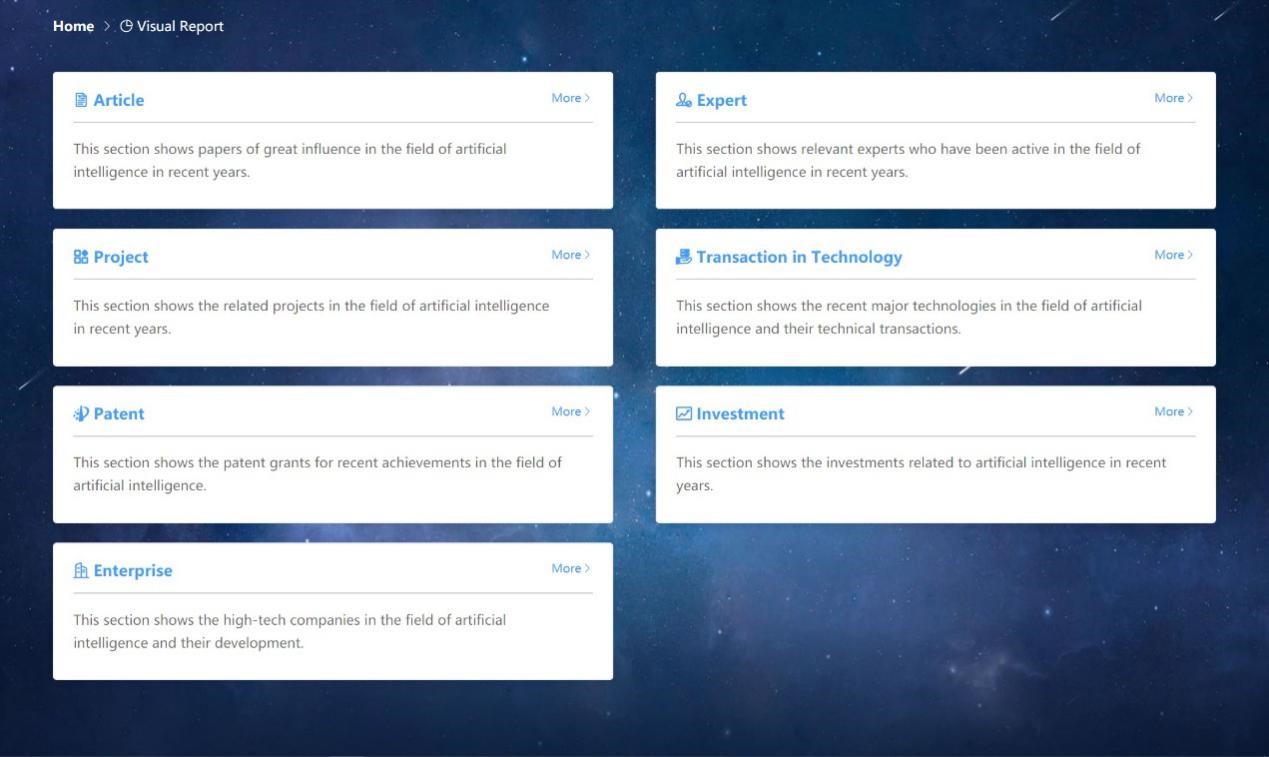 Home > Visual Report
Article More >
This section shows papers of great influence in the field of artificial
intelligence in recent years.
Expert More >
This section shows relevant experts who have been active in the field of
artificial intelligence in recent years.
Project More >
This section shows the related projects in the field of artificial intelligence
in recent years.
Transaction in Technology More >
This section shows the recent major technologies in the field of artificial
intelligence and their technical transactions.
Patent More >
This section shows the patent grants for recent achievements in the field of
artificial intelligence.
Investment More >
This section shows the investments related to artificial intelligence in recent
years.
Enterprise More >
This section shows the high-tech companies in the field of artificial
intelligence and their development.